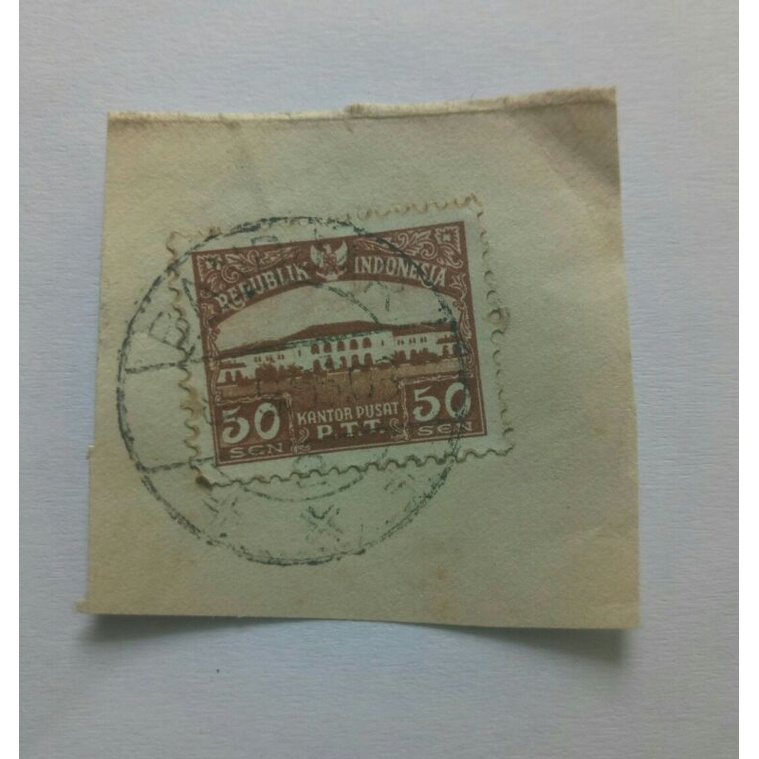 REPUBLIK INDONESIA
50 SEN
KANTOR PUSAT
P.T.T.
50 SEN